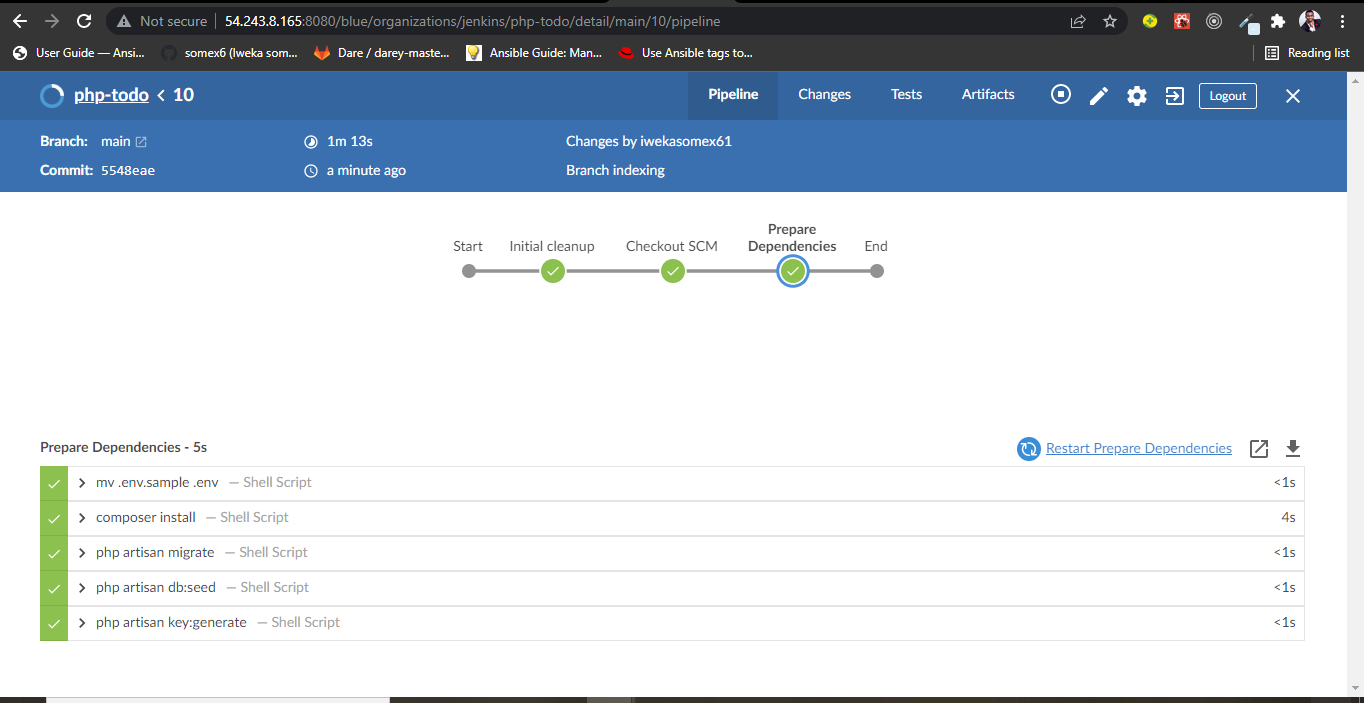 Not secure 54.243.8.165:8080/blue/organizations/jenkins/php-todo/detail/main/10/pipeline
User Guide — Ansi... somex6 (Iweka som... Dare / darey-maste... Ansible Guide: Man... Use Ansible tags to... Reading list
php-todo < 10 Pipeline Changes Tests Artifacts Logout
Branch: main 1m 13s Changes by iwekasomex61
Commit: 5548eae a minute ago Branch indexing
Prepare
Start Initial cleanup Checkout SCM Dependencies End
Prepare Dependencies - 5s Restart Prepare Dependencies
mv .env.sample .env — Shell Script <1s
composer install — Shell Script 4s
php artisan migrate — Shell Script <1s
php artisan db:seed — Shell Script <1s
php artisan key:generate — Shell Script <1s